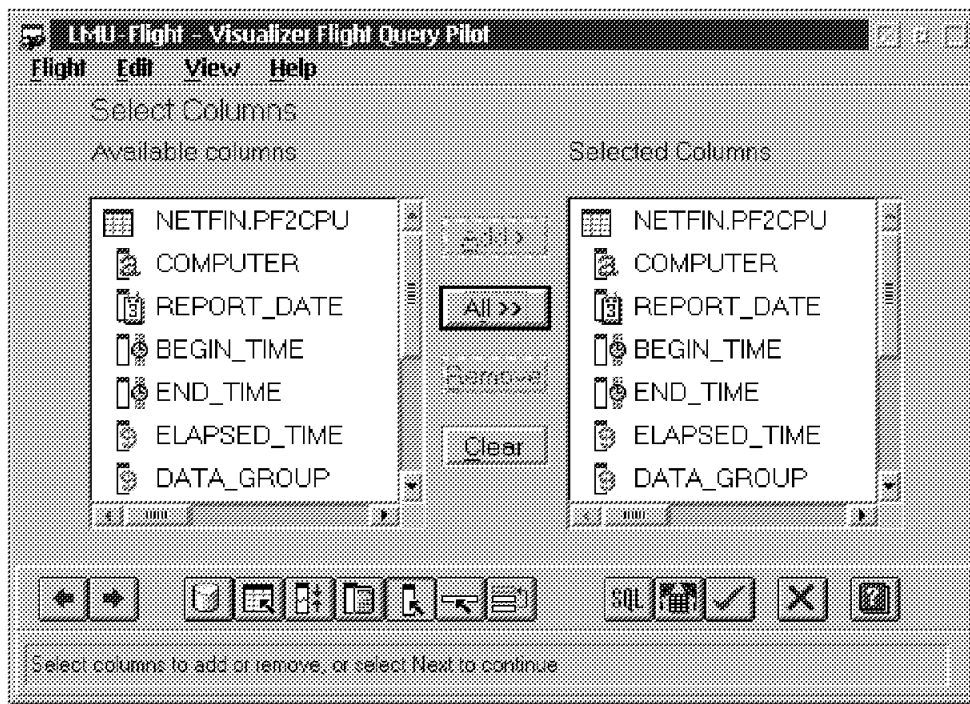 LMU-Flight - Visualizer Flight Query Pilot
Flight Edit View Help
Select Columns
Available columns
Selected Columns
NETFIN.PF2CPU
COMPUTER
REPORT_DATE
BEGIN_TIME
END_TIME
ELAPSED_TIME
DATA_GROUP
Add >
All >>
Remove
Clear
NETFIN.PF2CPU
COMPUTER
REPORT_DATE
BEGIN_TIME
END_TIME
ELAPSED_TIME
DATA_GROUP
SQL
Select columns to add or remove, or select Next to continue